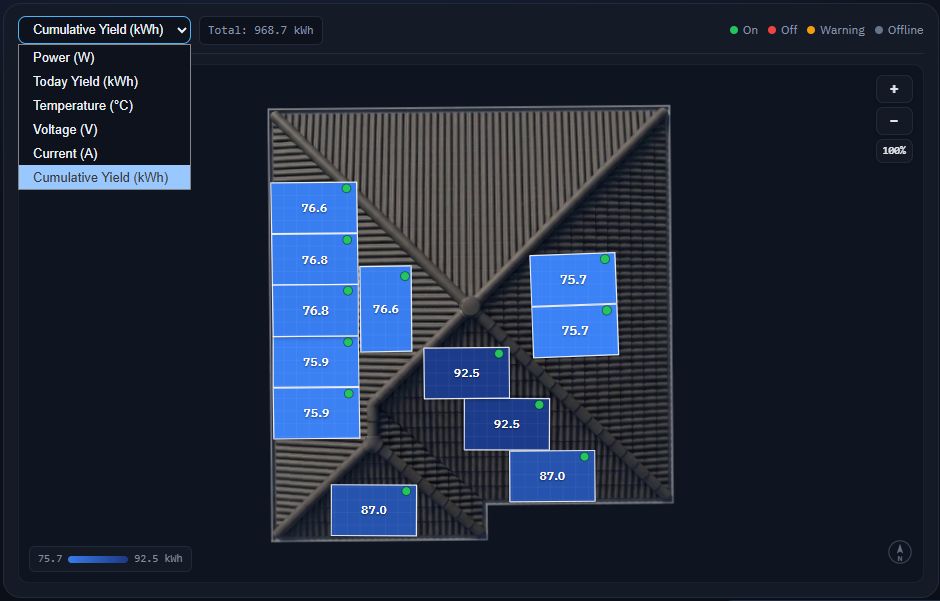 Cumulative Yield (kWh)
Total: 968.7 kWh
On
Off
Warning
Offline
Power (W)
Today Yield (kWh)
Temperature (°C)
Voltage (V)
Current (A)
Cumulative Yield (kWh)
+
−
100%
76.6
76.8
76.8
76.6
75.9
75.9
75.7
75.7
92.5
92.5
87.0
87.0
75.7
92.5 kWh
N